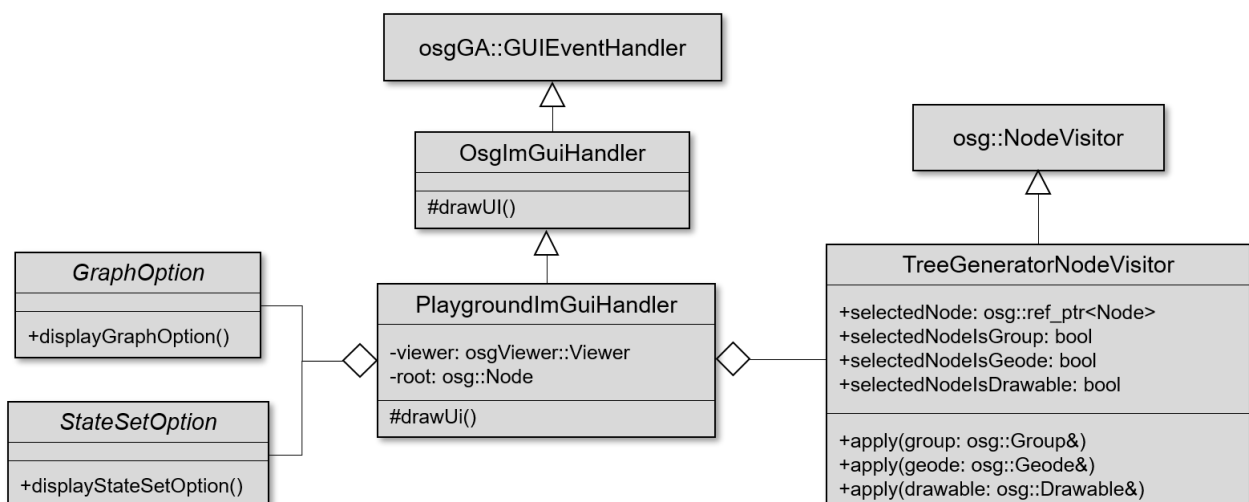 osgGA::GUIEventHandler
OsgImGuiHandler
#drawUI()
osg::NodeVisitor
GraphOption
+displayGraphOption()
StateSetOption
+displayStateSetOption()
PlaygroundImGuiHandler
-viewer: osgViewer::Viewer
-root: osg::Node
#drawUi()
TreeGeneratorNodeVisitor
+selectedNode: osg::ref_ptr<Node>
+selectedNodeIsGroup: bool
+selectedNodeIsGeode: bool
+selectedNodeIsDrawable: bool
+apply(group: osg::Group&)
+apply(geode: osg::Geode&)
+apply(drawable: osg::Drawable&)